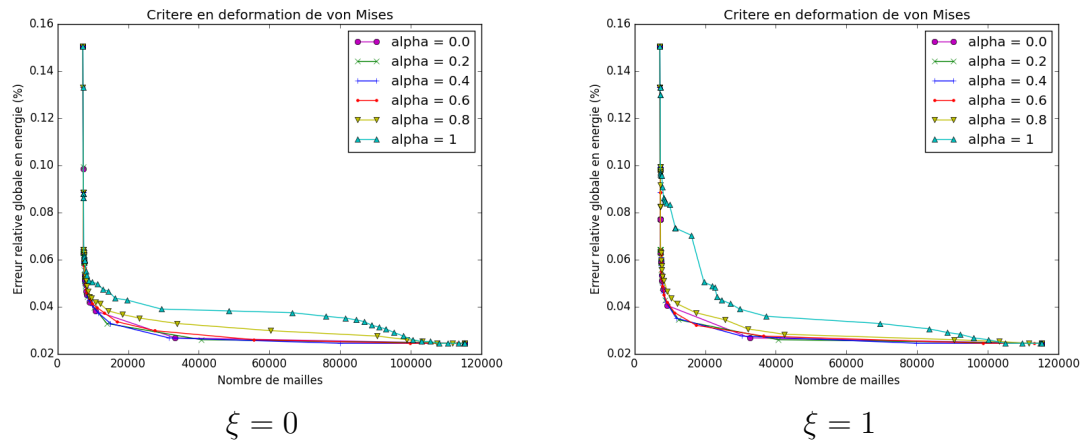 Critere en deformation de von Mises
Erreur relative globale en energie (%)
0.16
0.14
0.12
0.10
0.08
0.06
0.04
0.02
alpha = 0.0
alpha = 0.2
alpha = 0.4
alpha = 0.6
alpha = 0.8
alpha = 1
0 20000 40000 60000 80000 100000 120000
Nombre de mailles
ξ = 0
Critere en deformation de von Mises
Erreur relative globale en energie (%)
0.16
0.14
0.12
0.10
0.08
0.06
0.04
0.02
alpha = 0.0
alpha = 0.2
alpha = 0.4
alpha = 0.6
alpha = 0.8
alpha = 1
0 20000 40000 60000 80000 100000 120000
Nombre de mailles
ξ = 1